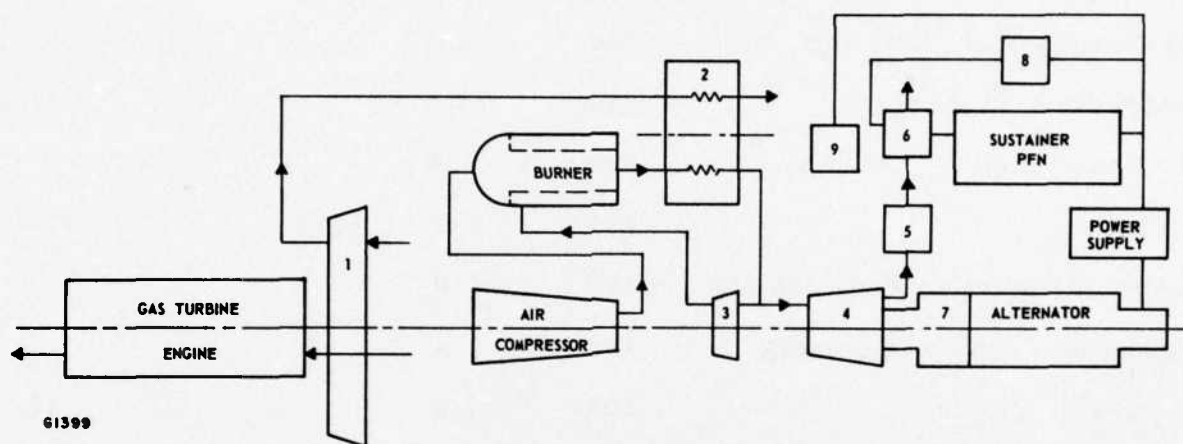 GAS TURBINE
ENGINE
1
BURNER
2
AIR
COMPRESSOR
3
4
5
6
7
ALTERNATOR
8
9
SUSTAINER
PFN
POWER
SUPPLY
G1399